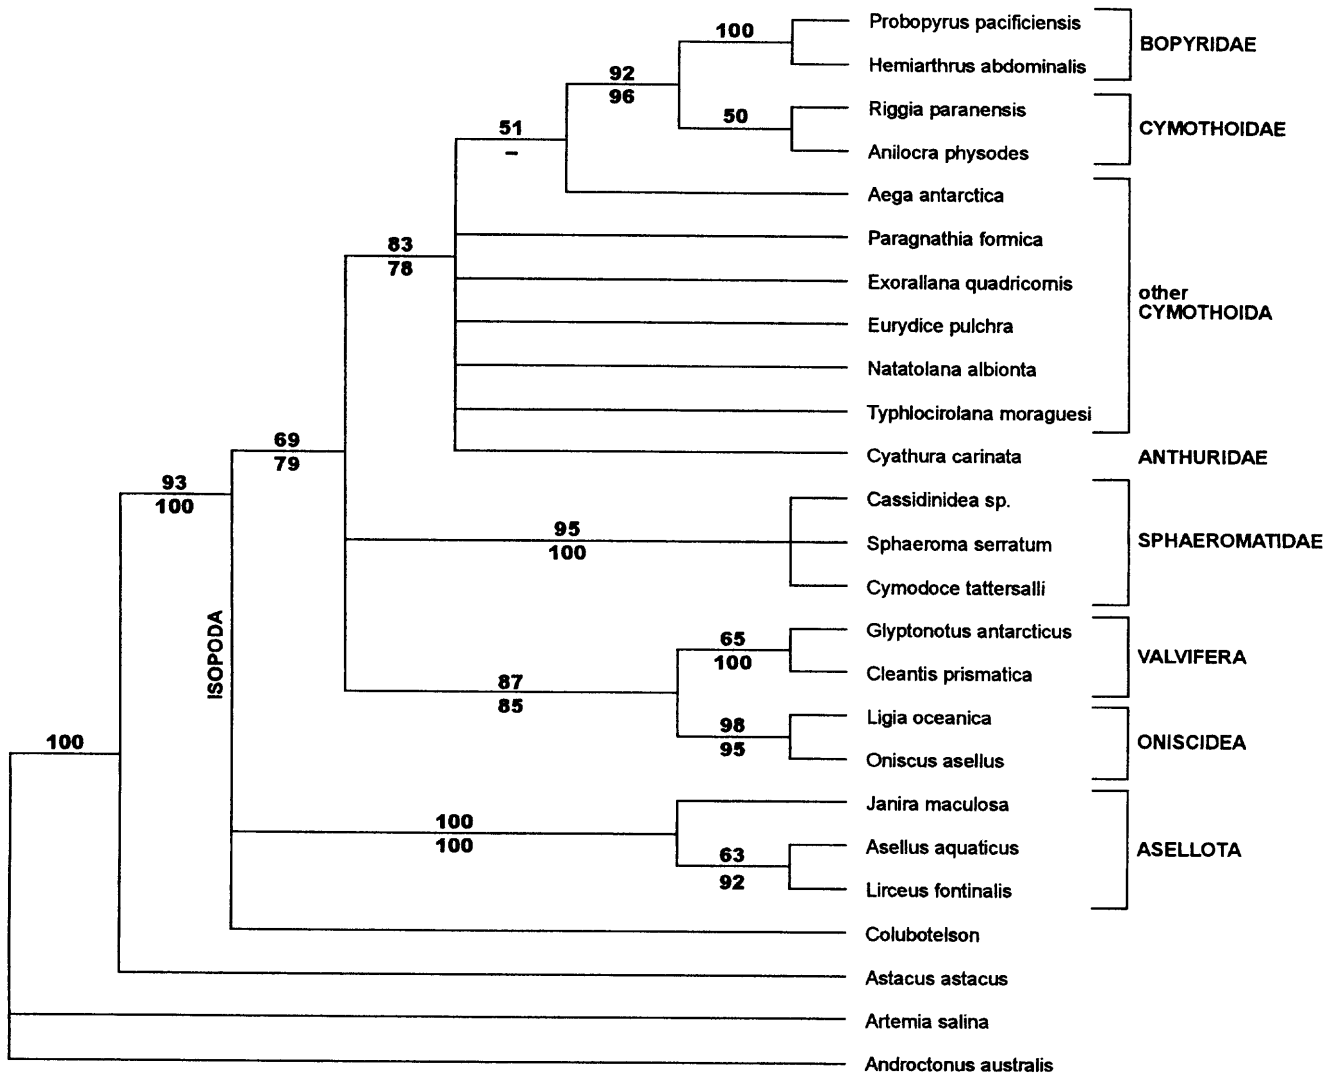 100
Probopyrus pacificiensis
Hemiarthrus abdominalis
BOPYRIDAE
92
96
50
Riggia paranensis
Anilocra physodes
CYMOTHOIDAE
51
–
Aega antarctica
Paragnathia formica
Exorallana quadricornis
Eurydice pulchra
Natatolana albionta
Typhlocirolana moraguesi
other
CYMOTHOIDA
83
78
Cyathura carinata
ANTHURIDAE
69
79
93
100
Cassidinidea sp.
Sphaeroma serratum
Cymodoce tattersalli
SPHAEROMATIDAE
95
100
ISOPODA
Glyptonotus antarcticus
Cleantis prismatica
VALVIFERA
65
100
87
85
98
95
Ligia oceanica
Oniscus asellus
ONISCIDEA
100
Janira maculosa
Asellus aquaticus
Lirceus fontinalis
ASELLOTA
100
100
63
92
Colubotelson
Astacus astacus
Artemia salina
Androctonus australis